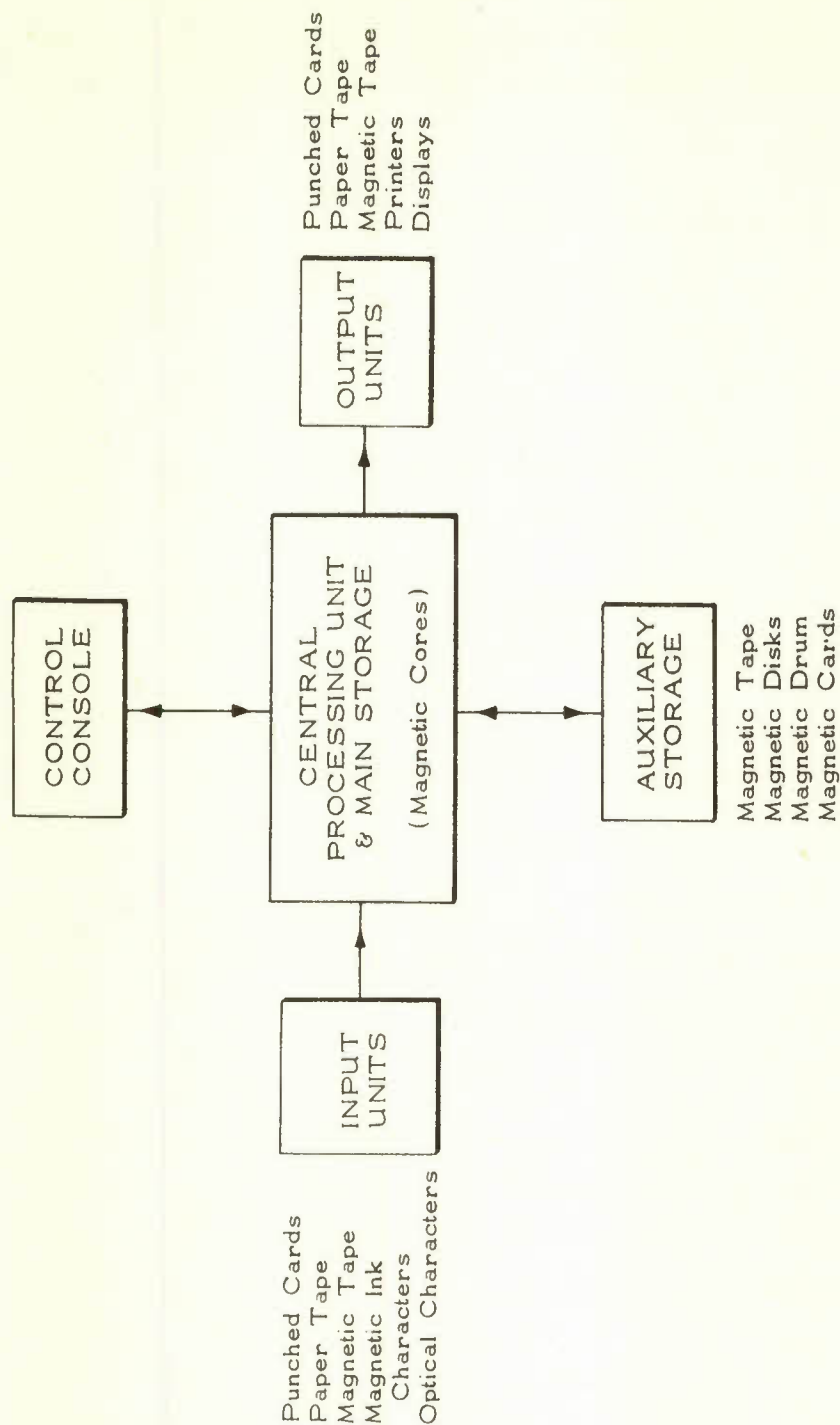 CONTROL
CONSOLE
Punched Cards
Paper Tape
Magnetic Tape
Magnetic Ink
Characters
Optical Characters
INPUT
UNITS
CENTRAL
PROCESSING UNIT
& MAIN STORAGE
(Magnetic Cores)
OUTPUT
UNITS
Punched Cards
Paper Tape
Magnetic Tape
Printers
Displays
AUXILIARY
STORAGE
Magnetic Tape
Magnetic Disks
Magnetic Drum
Magnetic Cards